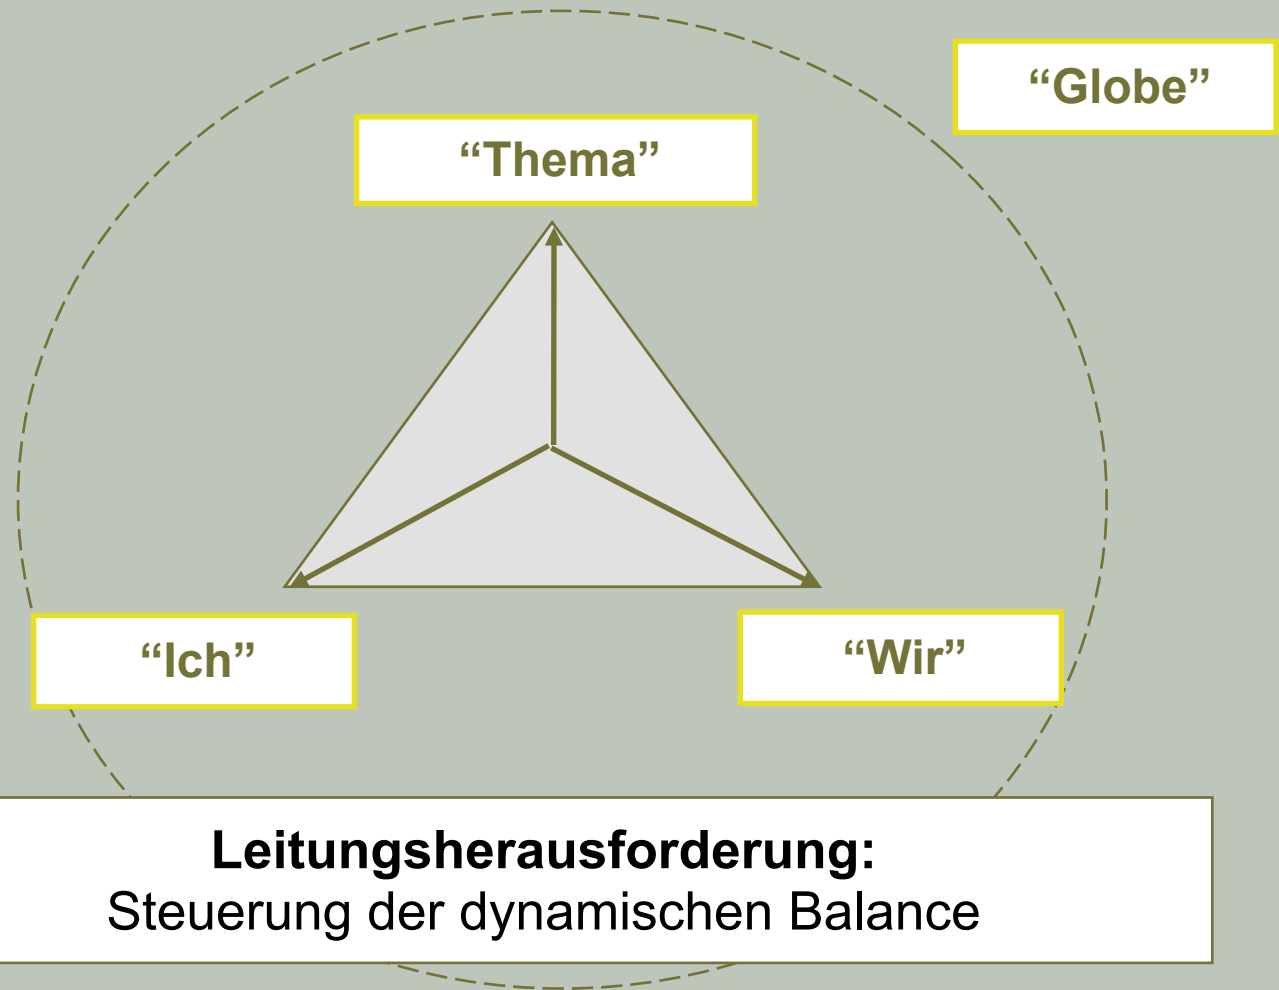 “Globe”
“Thema”
“Ich”
“Wir”
Leitungsherausforderung:
Steuerung der dynamischen Balance